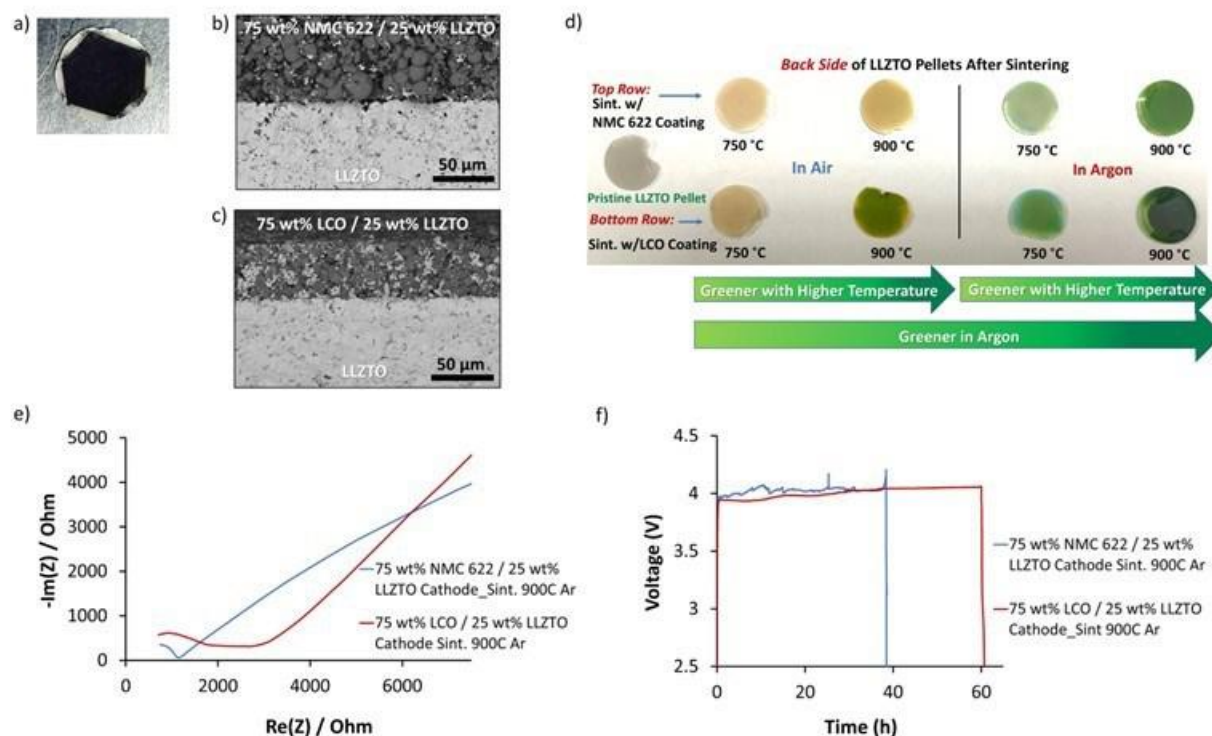 a)
b)
75 wt% NMC 622 / 25 wt% LLZTO
50 µm
LLZTO
c)
75 wt% LCO / 25 wt% LLZTO
50 µm
LLZTO
d)
Back Side of LLZTO Pellets After Sintering
Top Row:
Sint. w/
NMC 622 Coating
750 ˚C
900 ˚C
750 ˚C
900 ˚C
In Air
In Argon
Pristine LLZTO Pellet
Bottom Row:
Sint. w/LCO Coating
750 ˚C
900 ˚C
750 ˚C
900 ˚C
Greener with Higher Temperature
Greener with Higher Temperature
Greener in Argon
e)
5000
4000
3000
2000
1000
0
-Im(Z) / Ohm
0
2000
4000
6000
Re(Z) / Ohm
75 wt% NMC 622 / 25 wt%
LLZTO Cathode_Sint. 900C Ar
75 wt% LCO / 25 wt% LLZTO
Cathode Sint. 900C Ar
f)
4.5
4
3.5
3
2.5
Voltage (V)
0
20
40
60
Time (h)
75 wt% NMC 622 / 25 wt%
LLZTO Cathode Sint. 900C Ar
75 wt% LCO / 25 wt% LLZTO
Cathode_Sint 900C Ar